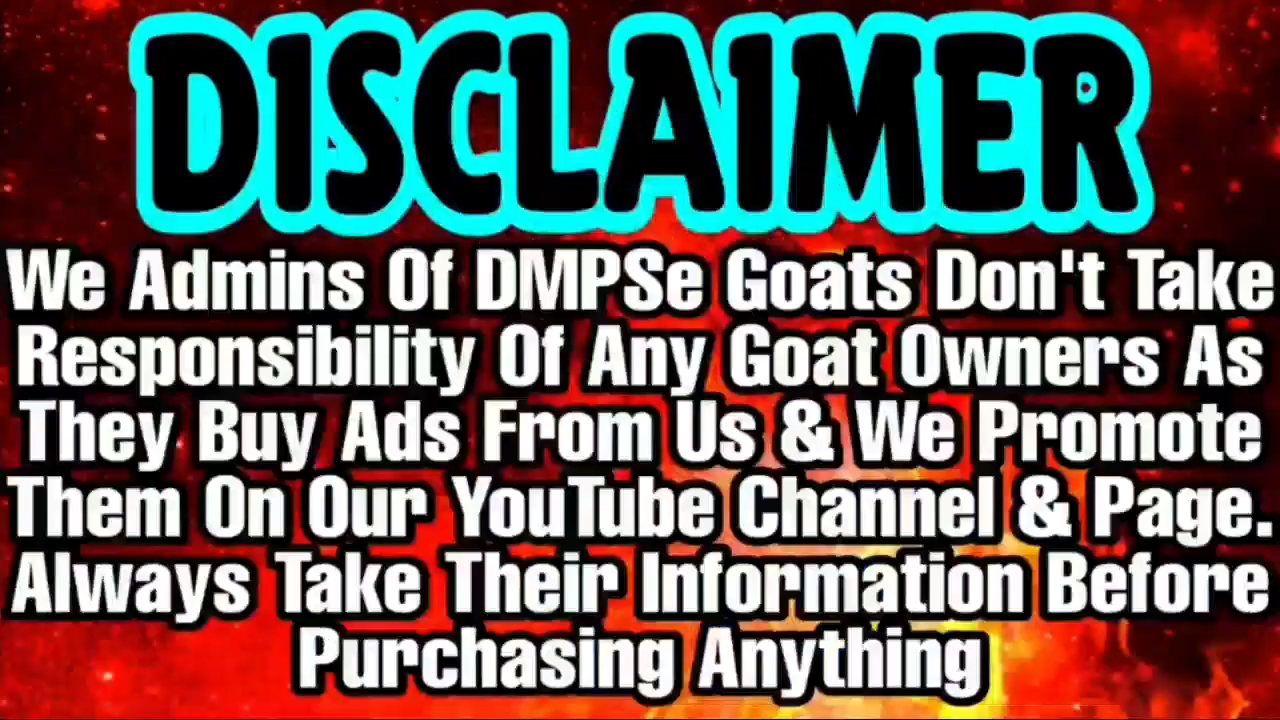 DISCLAIMER
We Admins Of DMPSe Goats Don't Take
Responsibility Of Any Goat Owners As
They Buy Ads From Us & We Promote
Them On Our YouTube Channel & Page.
Always Take Their Information Before
Purchasing Anything